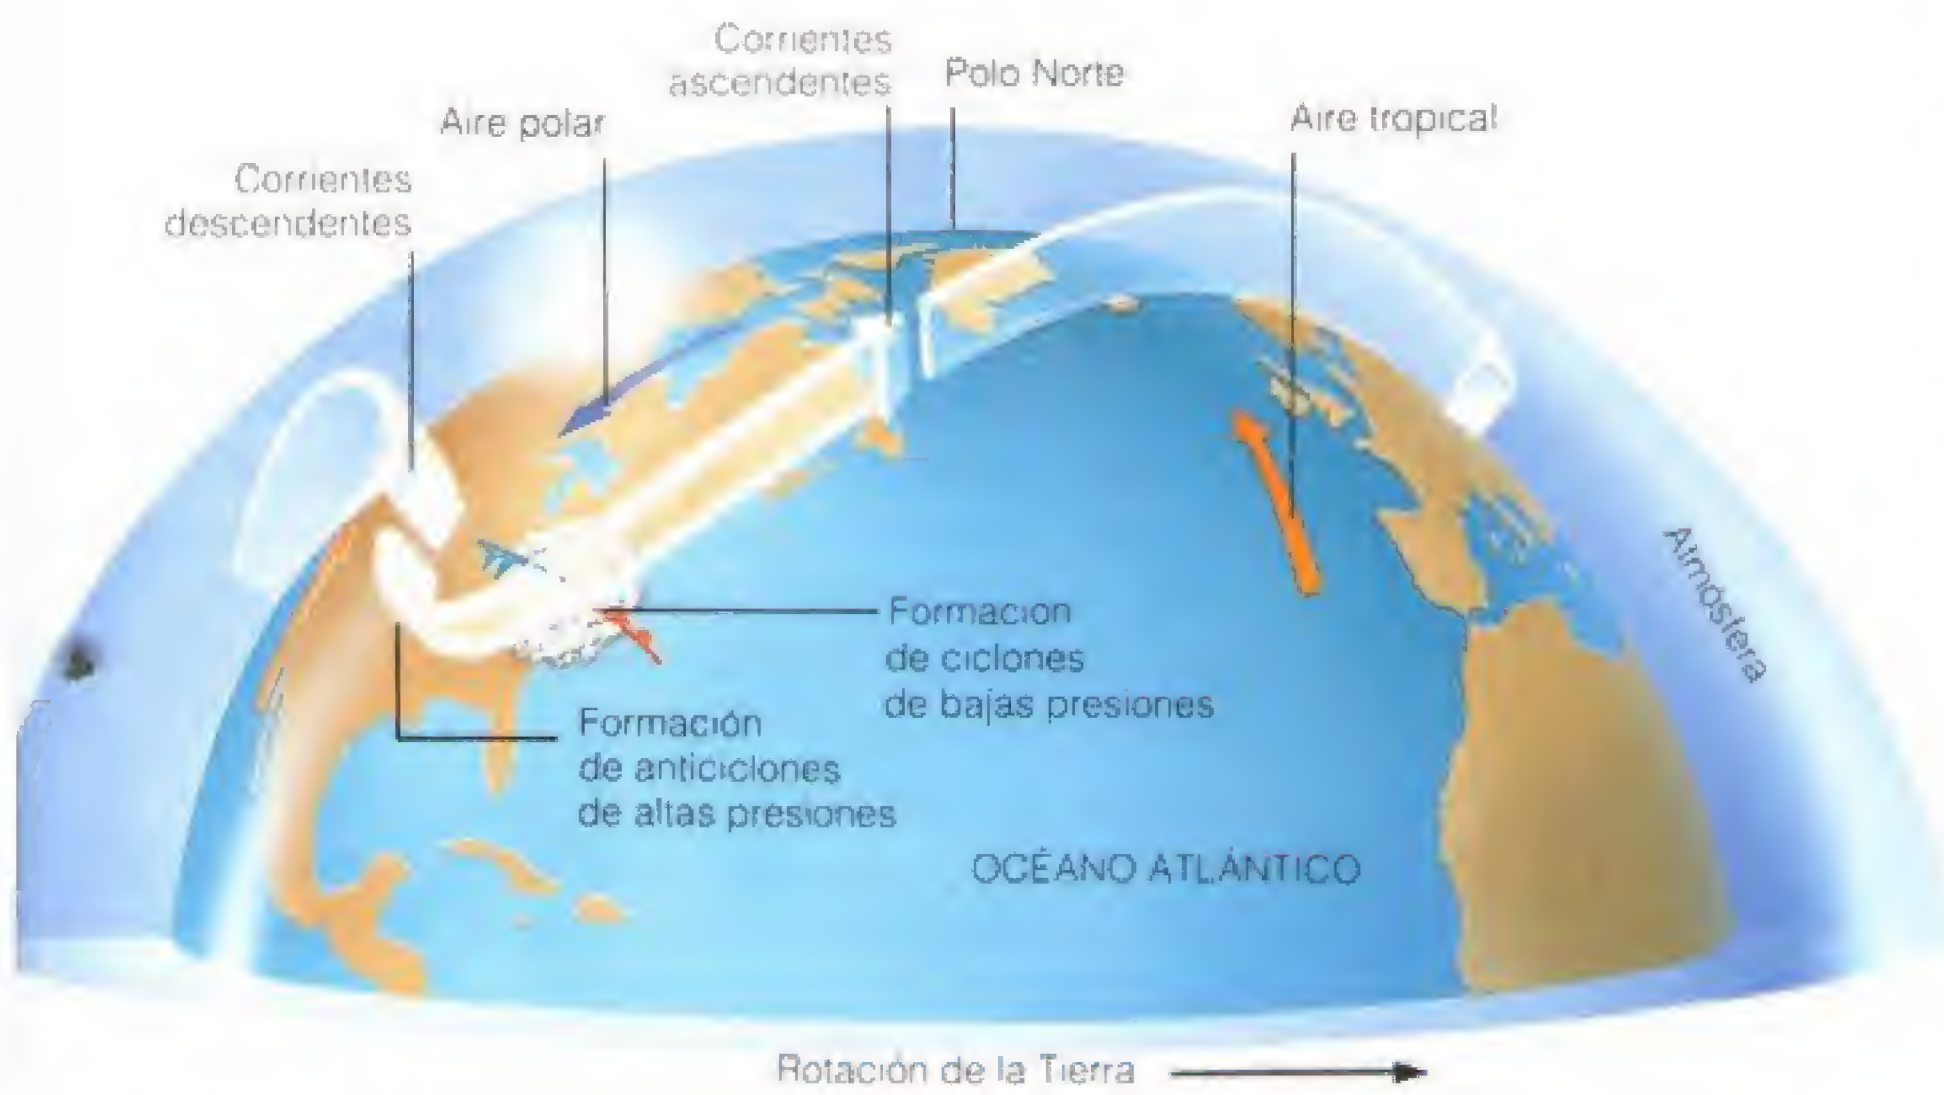 Corrientes
ascendentes
Polo Norte
Aire polar
Aire tropical
Corrientes
descendentes
Atmósfera
Formación
de ciclones
de bajas presiones
Formación
de anticiclones
de altas presiones
OCÉANO ATLÁNTICO
Rotación de la Tierra